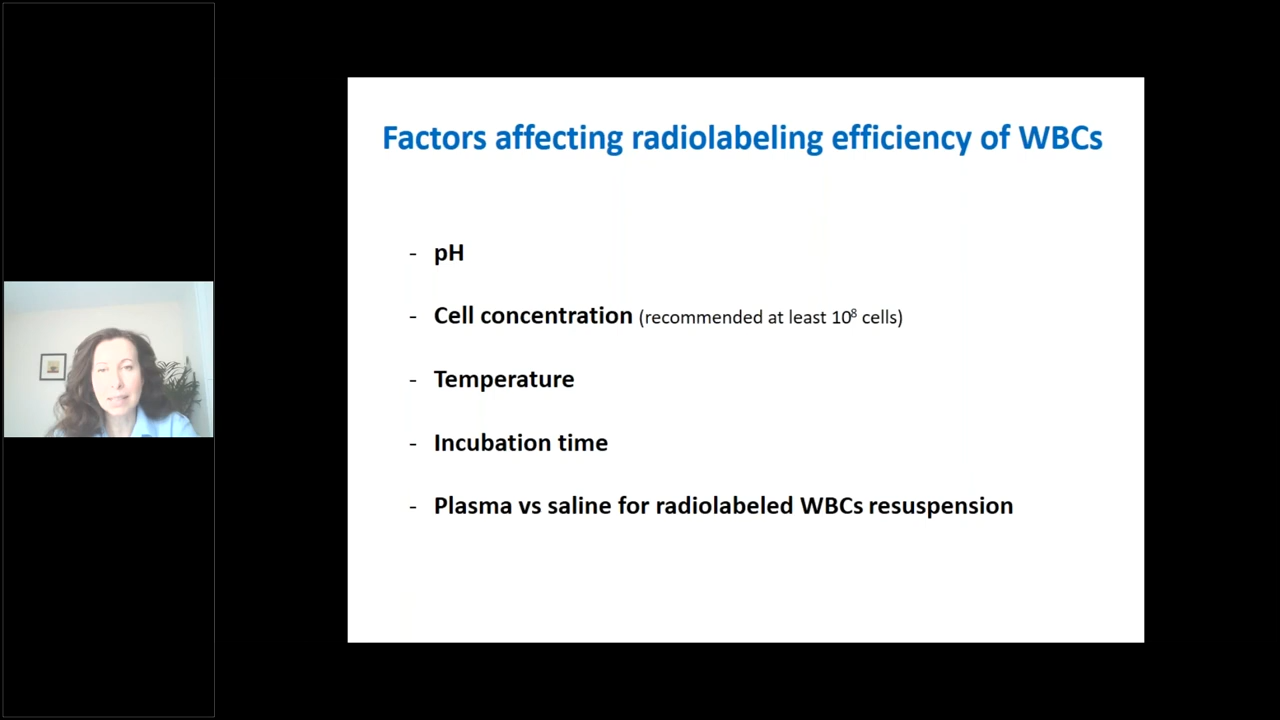 Factors affecting radiolabeling efficiency of WBCs
- pH
- Cell concentration (recommended at least 10⁸ cells)
- Temperature
- Incubation time
- Plasma vs saline for radiolabeled WBCs resuspension